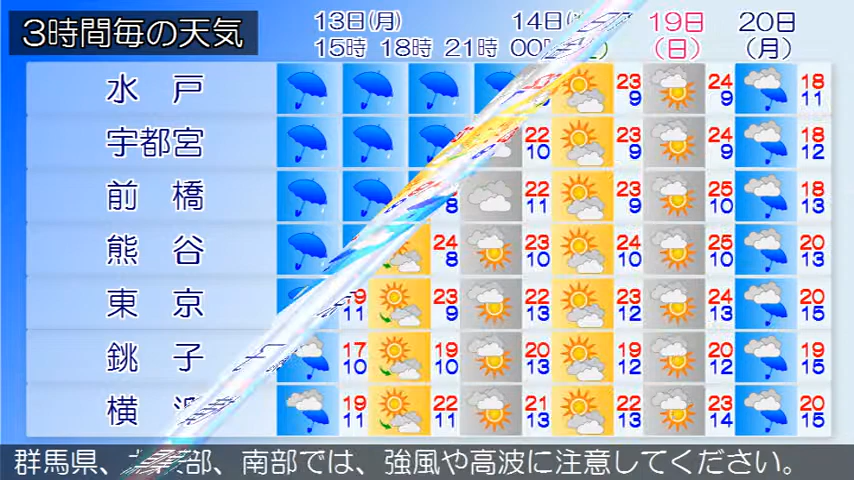 3時間毎の天気
13日(月) 14日 19日 20日
15時 18時 21時 (日) (月)
水戸 23 9 24 9 18 11
宇都宮 22 10 23 9 24 9 18 12
前橋 8 22 11 23 9 25 10 18 13
熊谷 24 8 23 10 24 10 25 10 20 13
東京 11 23 9 22 13 23 12 24 13 20 15
銚子 17 10 19 10 20 13 19 12 20 12 19 15
横 19 11 22 11 21 13 22 13 23 14 20 15
群馬県、部、南部では、強風や高波に注意してください。